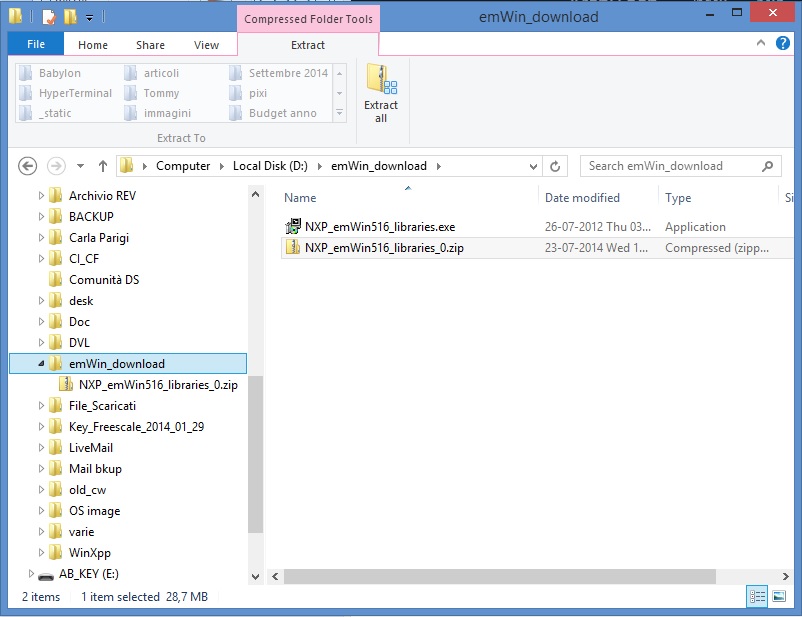 Compressed Folder Tools
emWin_download
File Home Share View Extract
Babylon articoli Settembre 2014
HyperTerminal Tommy pixi
_static immagini Budget anno
Extract all
Extract To
Computer Local Disk (D:) emWin_download
Search emWin_download
Name Date modified Type Si
NXP_emWin516_libraries.exe 26-07-2012 Thu 03... Application
NXP_emWin516_libraries_0.zip 23-07-2014 Wed 1... Compressed (zipp...
Archivio REV
BACKUP
Carla Parigi
CI_CF
Comunità DS
desk
Doc
DVL
emWin_download
NXP_emWin516_libraries_0.zip
File_Scaricati
Key_Freescale_2014_01_29
LiveMail
Mail bkup
old_cw
OS image
varie
WinXpp
AB_KEY (E:)
2 items 1 item selected 28,7 MB